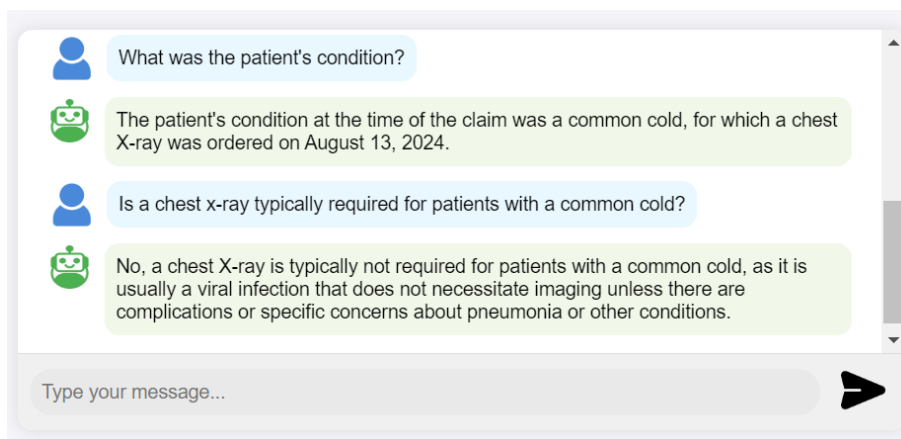 What was the patient's condition?
The patient's condition at the time of the claim was a common cold, for which a chest
X-ray was ordered on August 13, 2024.
Is a chest x-ray typically required for patients with a common cold?
No, a chest X-ray is typically not required for patients with a common cold, as it is
usually a viral infection that does not necessitate imaging unless there are
complications or specific concerns about pneumonia or other conditions.
Type your message...